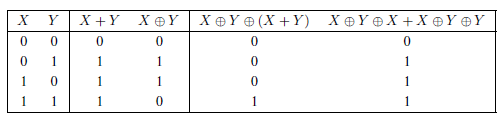 X Y X + Y X ⊕ Y X ⊕ Y ⊕ (X + Y) X ⊕ Y ⊕ X + X ⊕ Y ⊕ Y
0 0 0 0 0 0
0 1 1 1 0 1
1 0 1 1 0 1
1 1 1 0 1 1